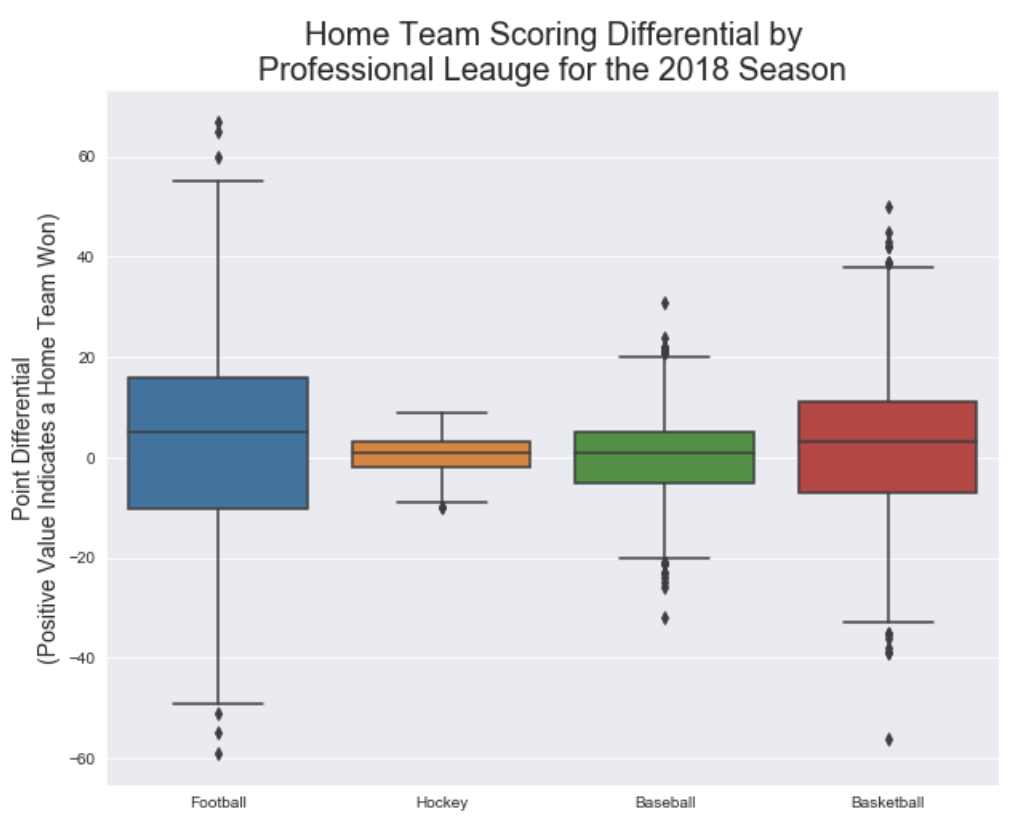 Home Team Scoring Differential by
Professional Leauge for the 2018 Season
Point Differential
(Positive Value Indicates a Home Team Won)
60
40
20
0
−20
−40
−60
Football
Hockey
Baseball
Basketball